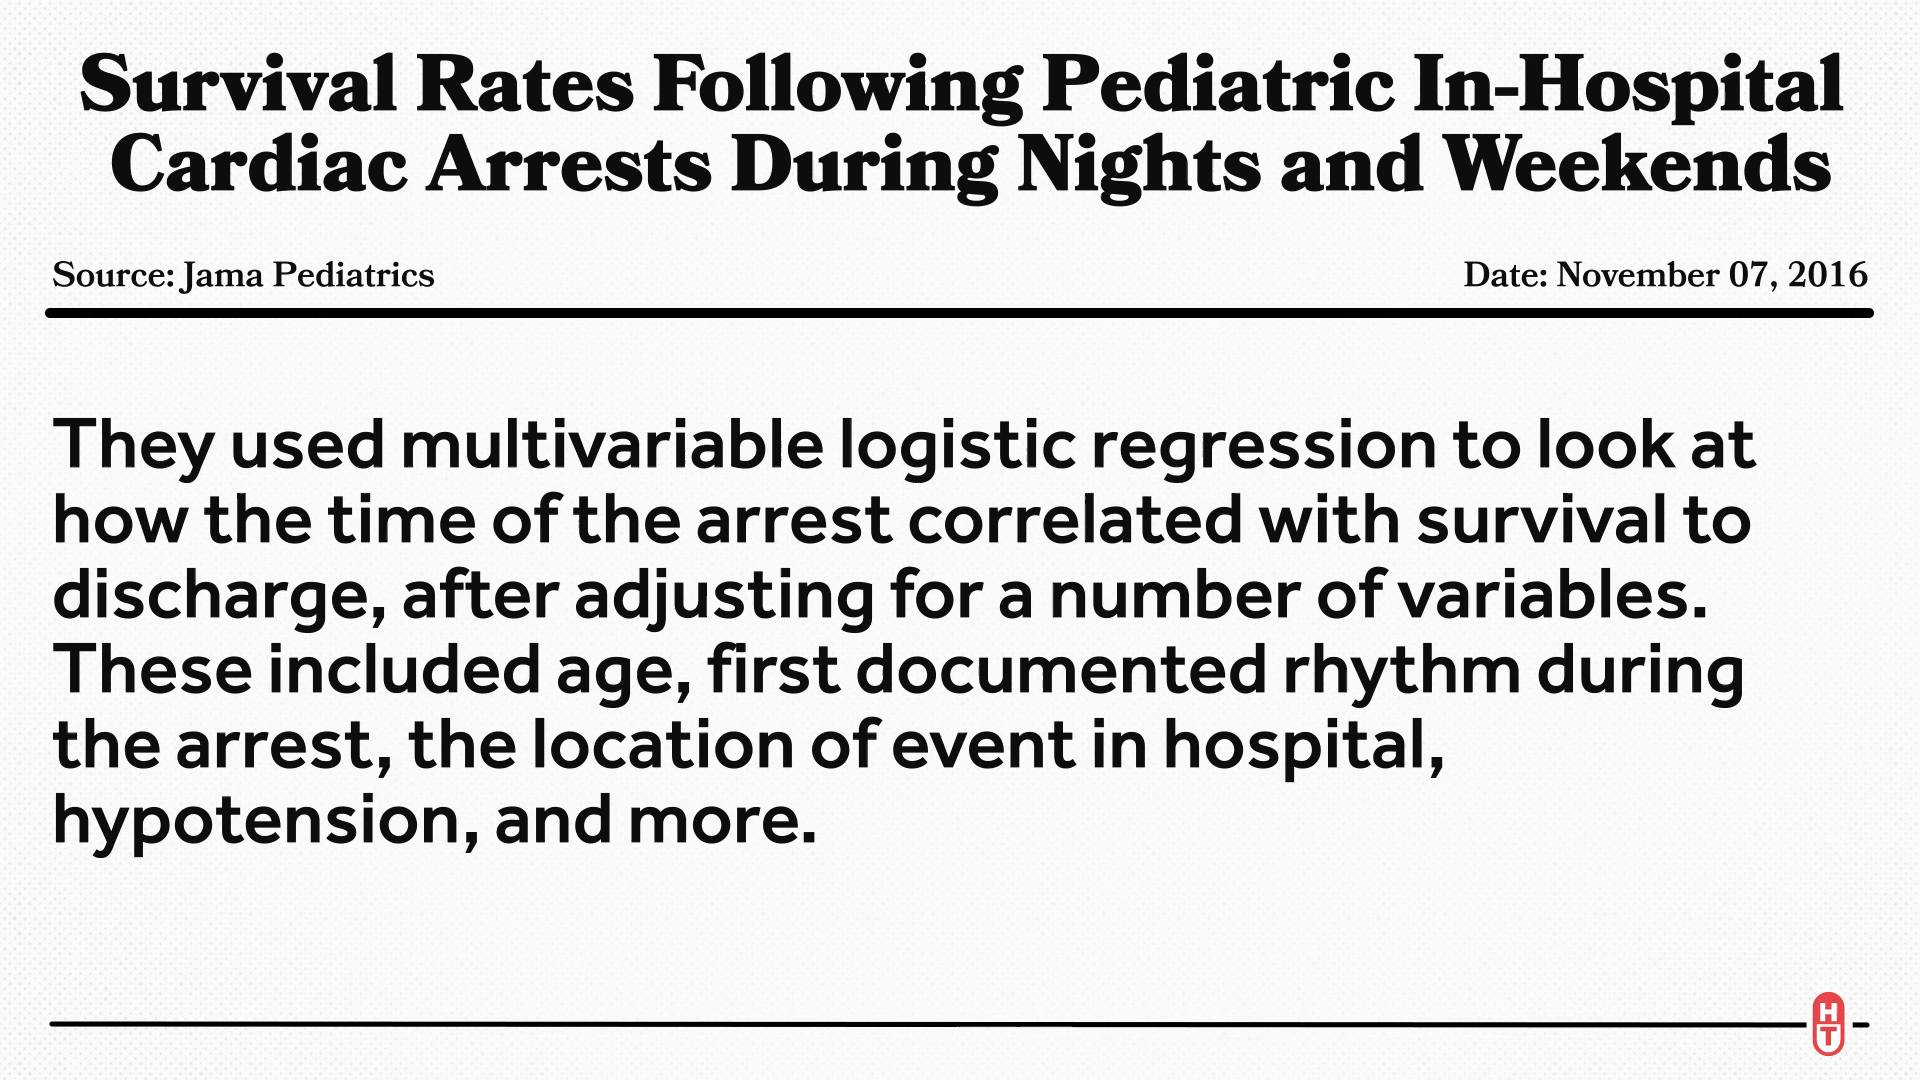 Survival Rates Following Pediatric In-Hospital
Cardiac Arrests During Nights and Weekends
Source: Jama Pediatrics
Date: November 07, 2016
They used multivariable logistic regression to look at
how the time of the arrest correlated with survival to
discharge, after adjusting for a number of variables.
These included age, first documented rhythm during
the arrest, the location of event in hospital,
hypotension, and more.
H
T